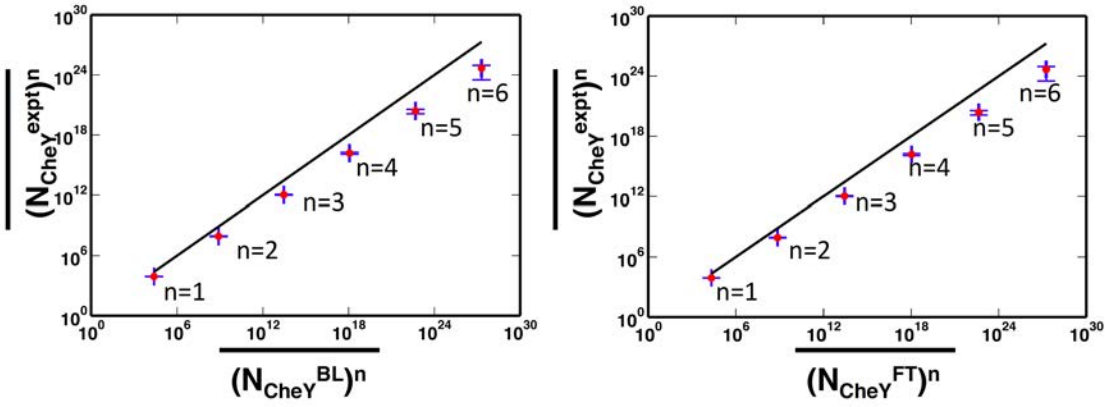 10^30
10^24
10^18
10^12
10^6
10^0
(N_CheY^expt)^n
n=1
n=2
n=3
n=4
n=5
n=6
10^0 10^6 10^12 10^18 10^24 10^30
(N_CheY^BL)^n
10^30
10^24
10^18
10^12
10^6
10^0
(N_CheY^expt)^n
n=1
n=2
n=3
n=4
n=5
n=6
10^0 10^6 10^12 10^18 10^24 10^30
(N_CheY^FT)^n